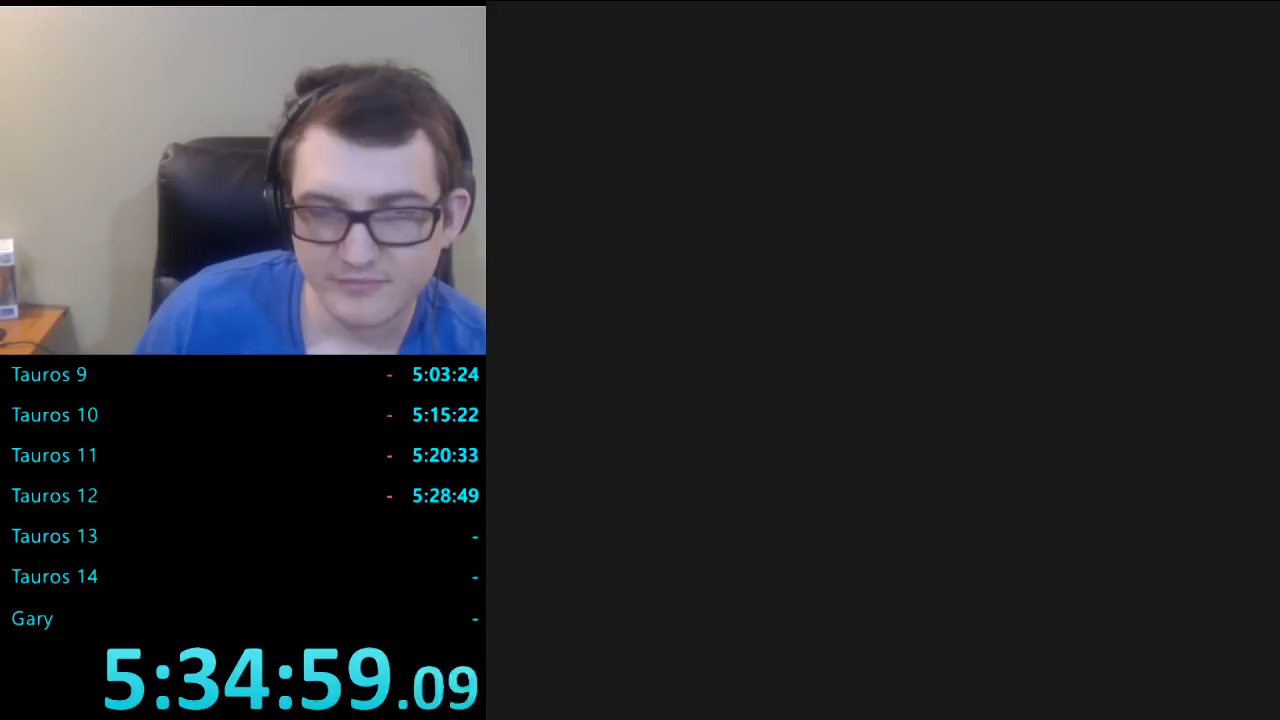 Tauros 9 - 5:03:24
Tauros 10 - 5:15:22
Tauros 11 - 5:20:33
Tauros 12 - 5:28:49
Tauros 13 -
Tauros 14 -
Gary -
5:34:59.09